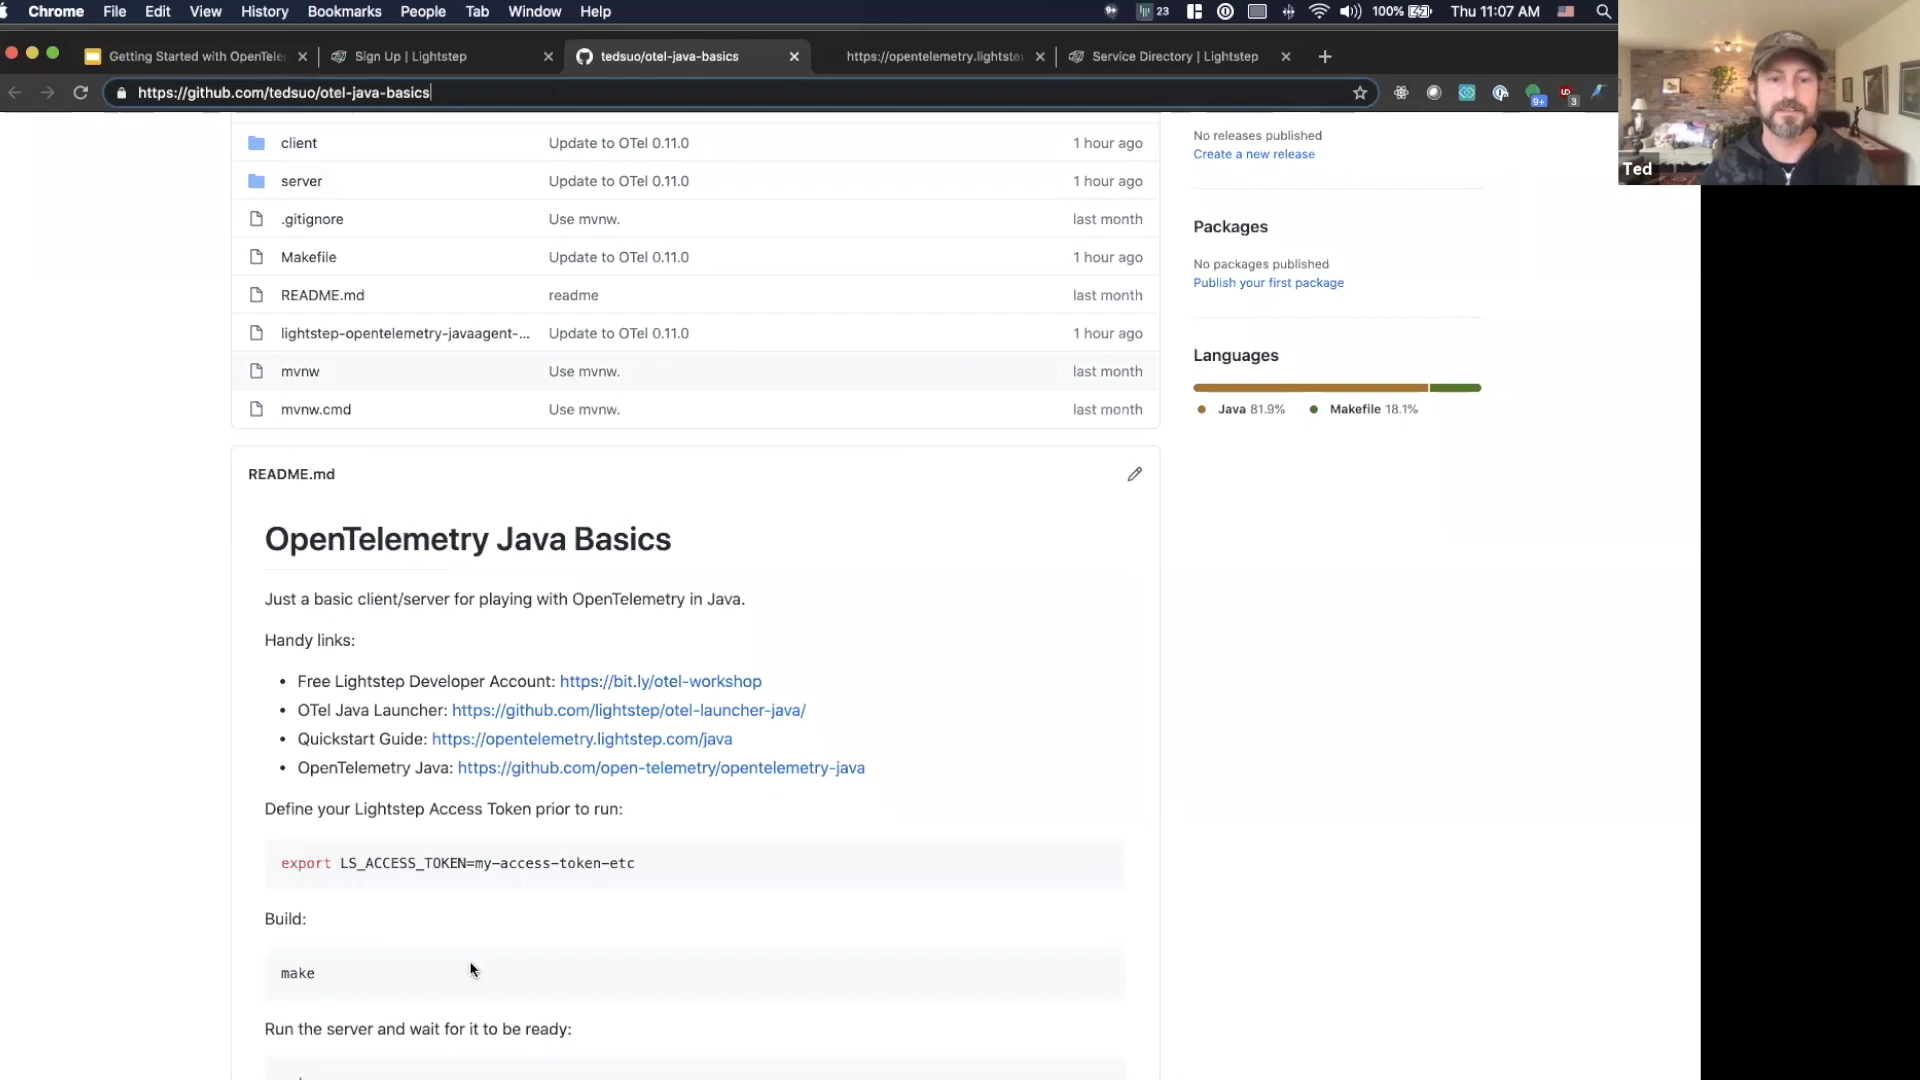 Chrome File Edit View History Bookmarks People Tab Window Help
9+ 23 100% Thu 11:07 AM
Getting Started with OpenTele
Sign Up | Lightstep
tedsuo/otel-java-basics
https://opentelemetry.lightste
Service Directory | Lightstep
https://github.com/tedsuo/otel-java-basics
9+ 3
Ted
client Update to OTel 0.11.0 1 hour ago
server Update to OTel 0.11.0 1 hour ago
.gitignore Use mvnw. last month
Makefile Update to OTel 0.11.0 1 hour ago
README.md readme last month
lightstep-opentelemetry-javaagent-... Update to OTel 0.11.0 1 hour ago
mvnw Use mvnw. last month
mvnw.cmd Use mvnw. last month
No releases published
Create a new release
Packages
No packages published
Publish your first package
Languages
Java 81.9% Makefile 18.1%
README.md
OpenTelemetry Java Basics
Just a basic client/server for playing with OpenTelemetry in Java.
Handy links:
• Free Lightstep Developer Account: https://bit.ly/otel-workshop
• OTel Java Launcher: https://github.com/lightstep/otel-launcher-java/
• Quickstart Guide: https://opentelemetry.lightstep.com/java
• OpenTelemetry Java: https://github.com/open-telemetry/opentelemetry-java
Define your Lightstep Access Token prior to run:
export LS_ACCESS_TOKEN=my-access-token-etc
Build:
make
Run the server and wait for it to be ready: